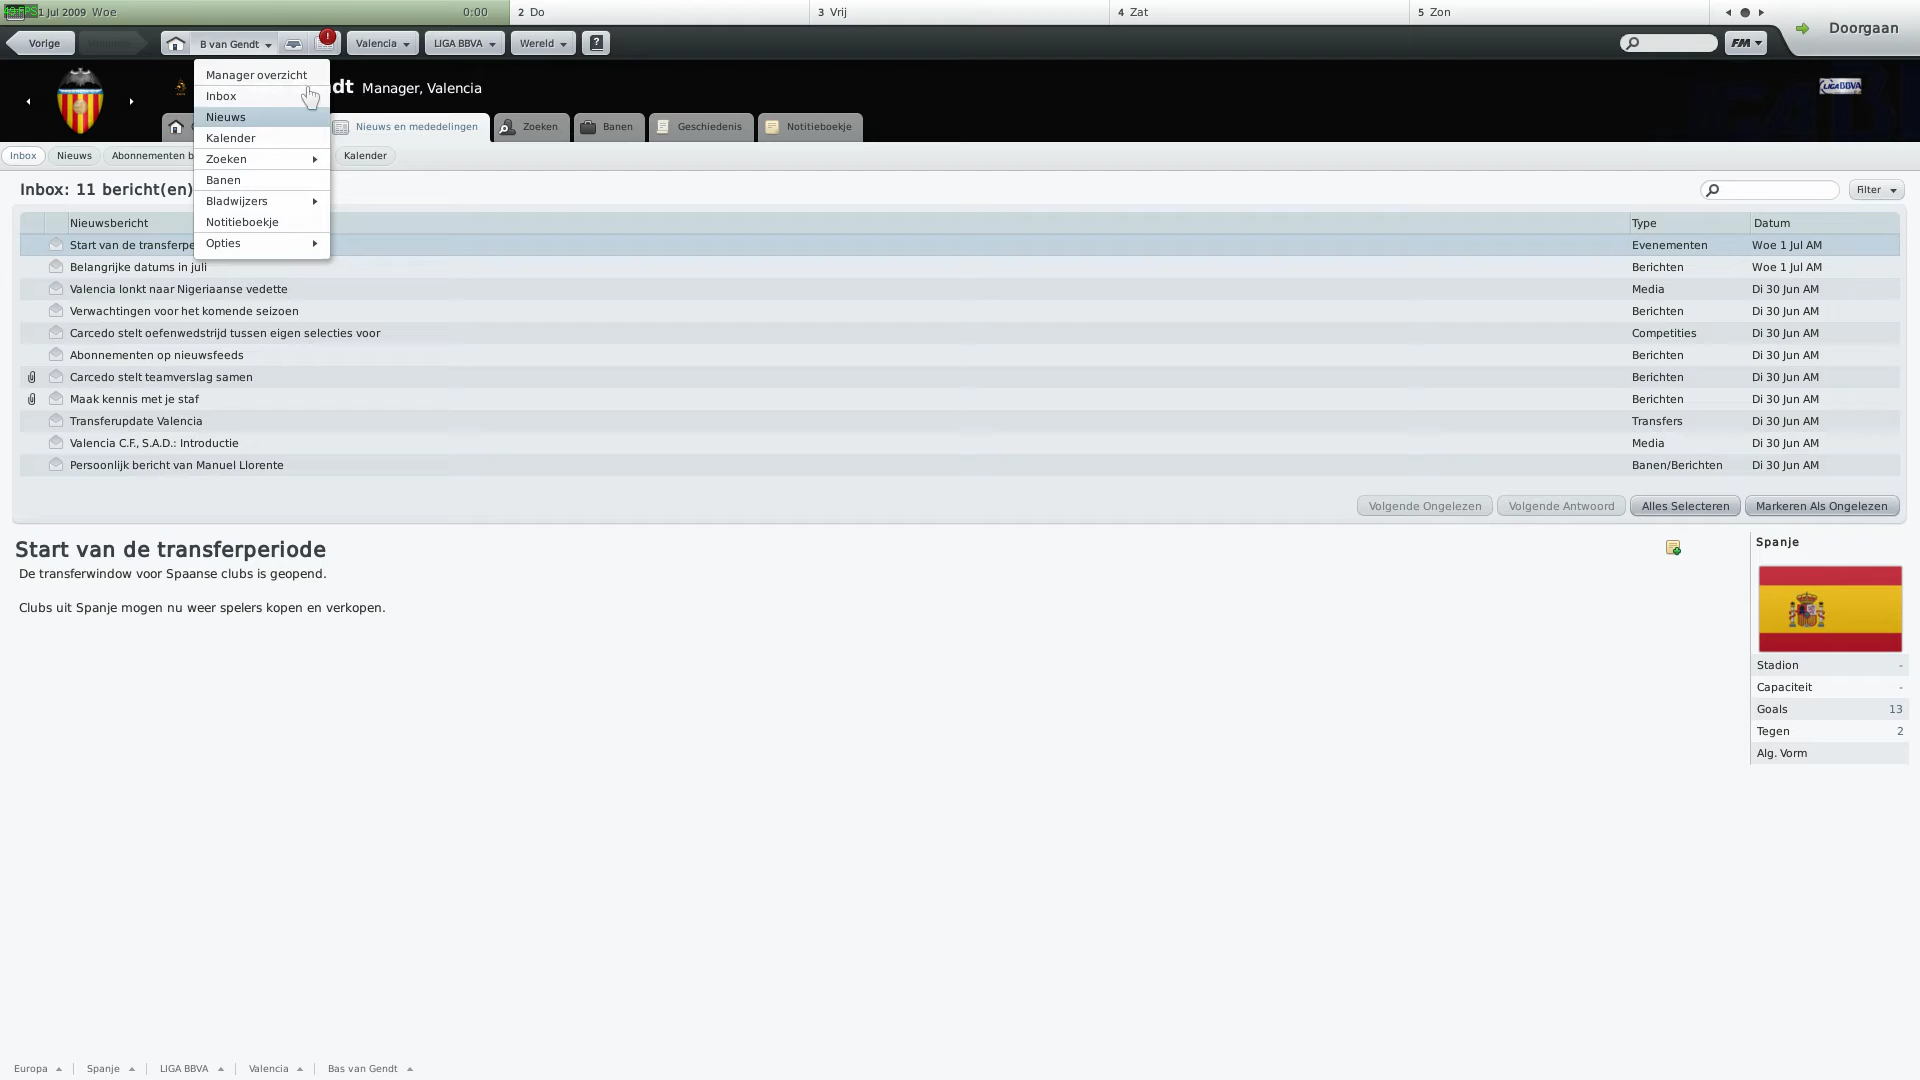 1 Jul 2009 Woe 0:00 2 Do 3 Vrij 4 Zat 5 Zon
Doorgaan
Vorige B van Gendt Valencia LIGA BBVA Wereld ? FM
Manager overzicht
Inbox
Nieuws
Kalender
Zoeken
Banen
Bladwijzers
Notitieboekje
Opties
dt Manager, Valencia
LIGA BBVA
Nieuws en mededelingen Zoeken Banen Geschiedenis Notitieboekje
Inbox Nieuws Abonnementen b Kalender
Inbox: 11 bericht(en) Filter
Nieuwsbericht Type Datum
Start van de transferpe Evenementen Woe 1 Jul AM
Belangrijke datums in juli Berichten Woe 1 Jul AM
Valencia lonkt naar Nigeriaanse vedette Media Di 30 Jun AM
Verwachtingen voor het komende seizoen Berichten Di 30 Jun AM
Carcedo stelt oefenwedstrijd tussen eigen selecties voor Competities Di 30 Jun AM
Abonnementen op nieuwsfeeds Berichten Di 30 Jun AM
Carcedo stelt teamverslag samen Berichten Di 30 Jun AM
Maak kennis met je staf Berichten Di 30 Jun AM
Transferupdate Valencia Transfers Di 30 Jun AM
Valencia C.F., S.A.D.: Introductie Media Di 30 Jun AM
Persoonlijk bericht van Manuel Llorente Banen/Berichten Di 30 Jun AM
Volgende Ongelezen Volgende Antwoord Alles Selecteren Markeren Als Ongelezen
Start van de transferperiode
De transferwindow voor Spaanse clubs is geopend.
Clubs uit Spanje mogen nu weer spelers kopen en verkopen.
Spanje
Stadion -
Capaciteit -
Goals 13
Tegen 2
Alg. Vorm
Europa Spanje LIGA BBVA Valencia Bas van Gendt